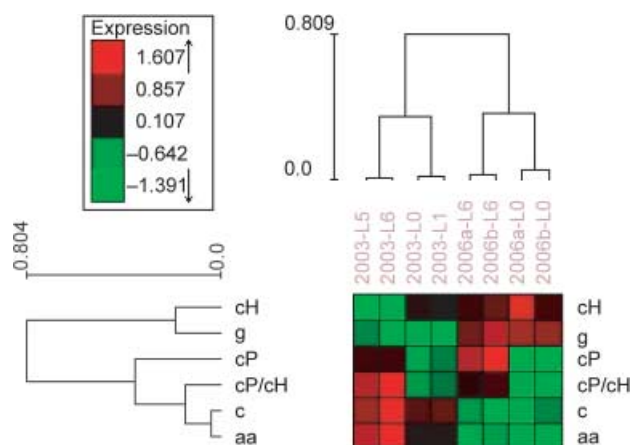 Expression
1.607
0.857
0.107
–0.642
–1.391
0.809
0.0
0.804
0.0
2003-L5
2003-L6
2003-L0
2003-L1
2006a-L6
2006b-L6
2006a-L0
2006b-L0
cH
g
cP
cP/cH
c
aa
cH
g
cP
cP/cH
c
aa